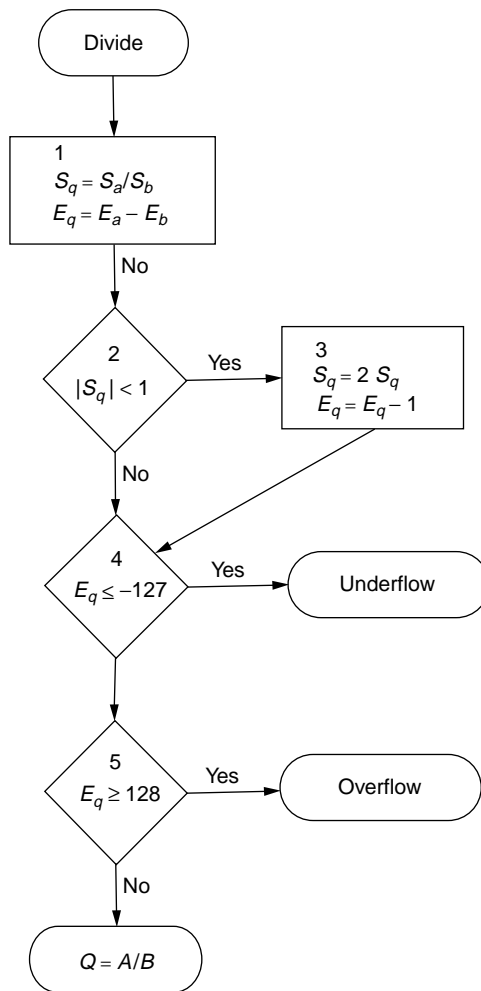 Divide
1
S_q = S_a/S_b
E_q = E_a − E_b
No
2
|S_q| < 1
Yes
3
S_q = 2 S_q
E_q = E_q − 1
No
4
E_q ≤ −127
Yes
Underflow
5
E_q ≥ 128
Yes
Overflow
No
Q = A/B